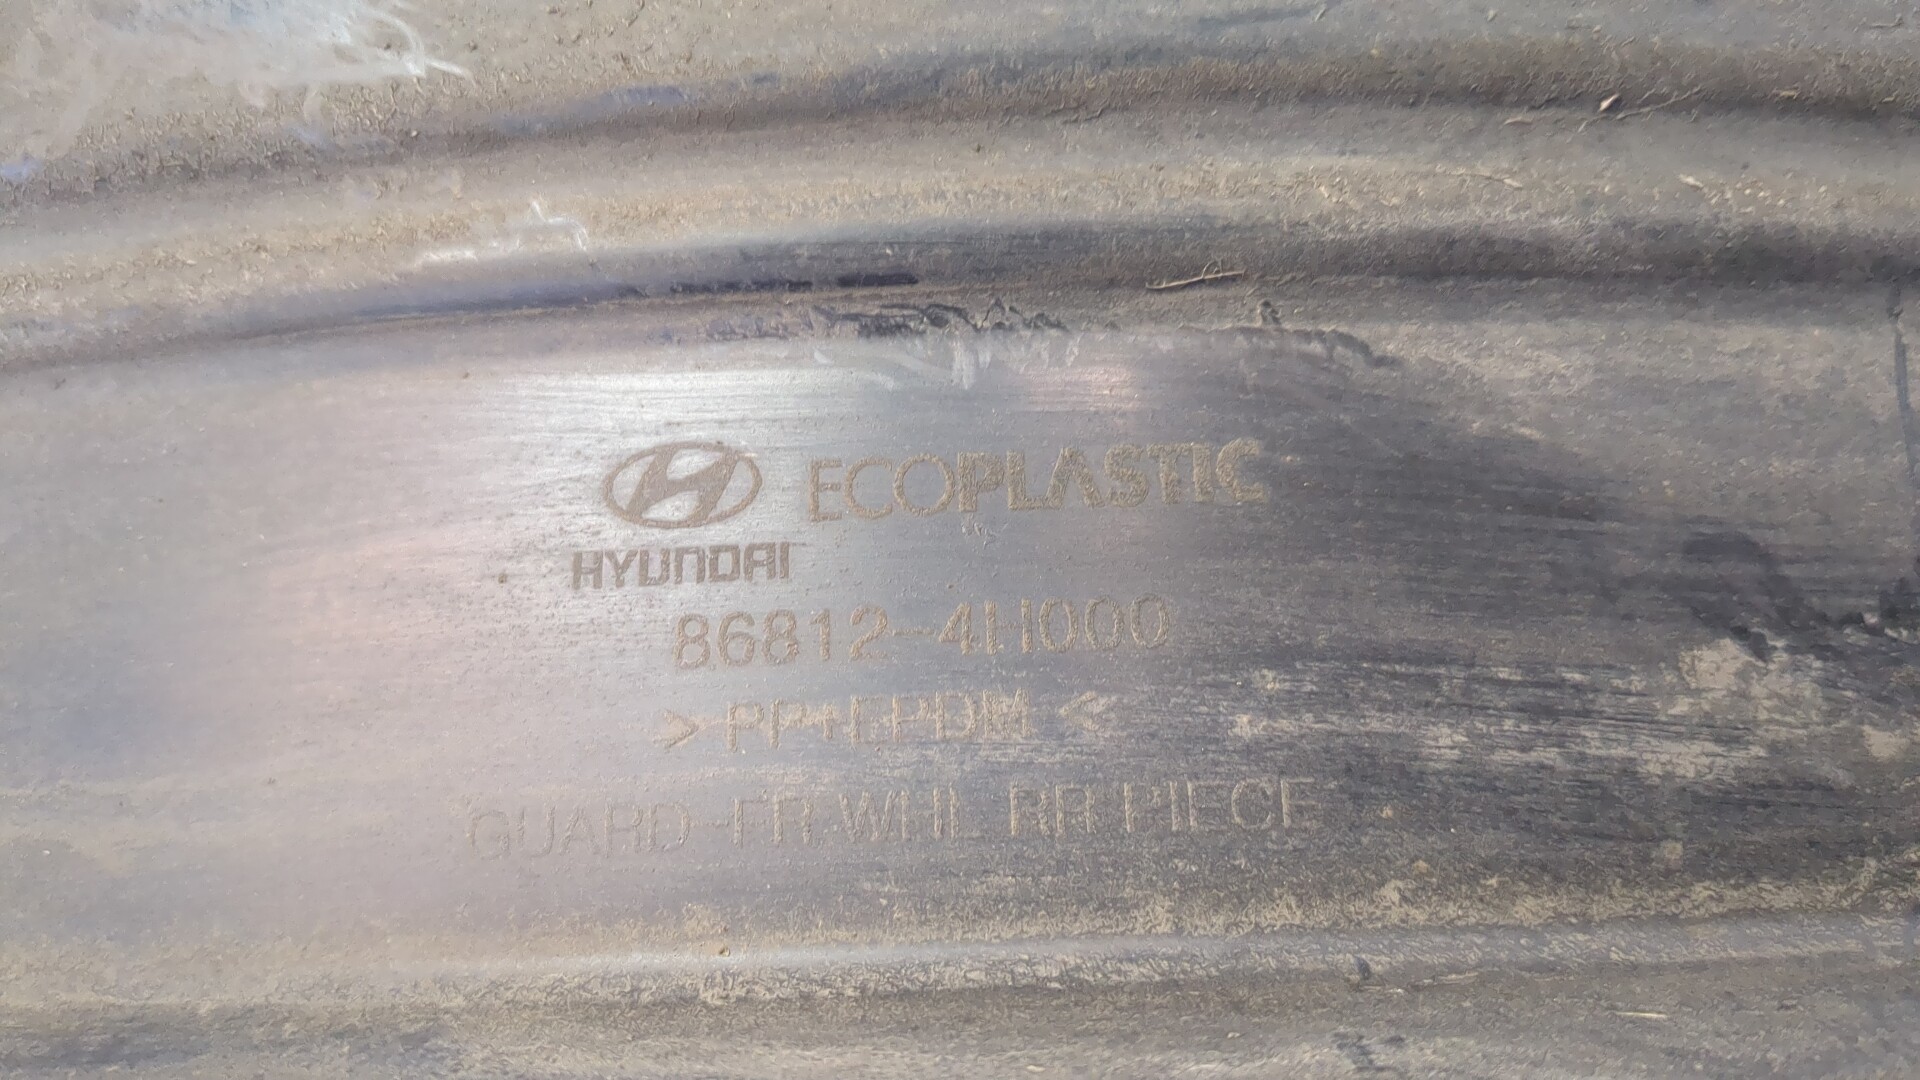 ECOPLASTIC
HYUNDAI
86812-4H000
>PP+EPDM<
GUARD-FR WHL RR PIECE